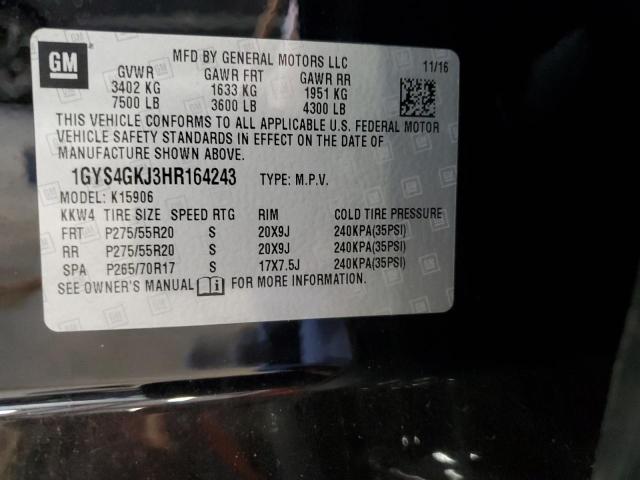 GM
MFD BY GENERAL MOTORS LLC
GVWR GAWR FRT GAWR RR 11/16
3402 KG 1633 KG 1951 KG
7500 LB 3600 LB 4300 LB
THIS VEHICLE CONFORMS TO ALL APPLICABLE U.S. FEDERAL MOTOR
VEHICLE SAFETY STANDARDS IN EFFECT ON THE DATE OF
MANUFACTURE SHOWN ABOVE.
1GYS4GKJ3HR164243 TYPE: M.P.V.
MODEL: K15906
KKW4 TIRE SIZE SPEED RTG RIM COLD TIRE PRESSURE
FRT P275/55R20 S 20X9J 240KPA(35PSI)
RR P275/55R20 S 20X9J 240KPA(35PSI)
SPA P265/70R17 S 17X7.5J 240KPA(35PSI)
SEE OWNER'S MANUAL FOR MORE INFORMATION.